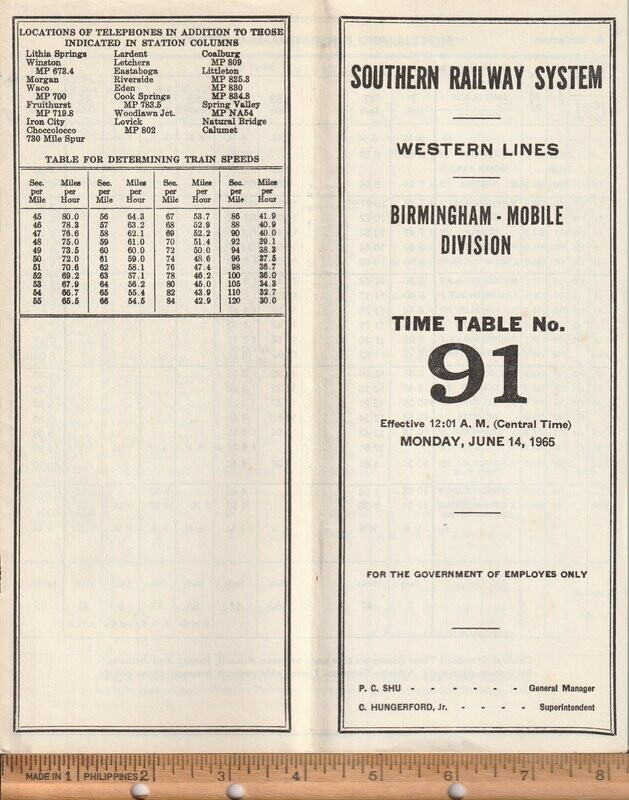 LOCATIONS OF TELEPHONES IN ADDITION TO THOSE
INDICATED IN STATION COLUMNS
Lithia Springs
Winston
MP 673.4
Morgan
Waco
MP 700
Fruithurst
MP 719.8
Iron City
Choccolocco
730 Mile Spur
Lardent
Letchers
Eastaboga
Riverside
Eden
Cook Springs
MP 783.5
Woodlawn Jct.
Lovick
MP 802
Coalburg
MP 809
Littleton
MP 825.3
MP 830
MP 834.8
Spring Valley
MP NA54
Natural Bridge
Calumet
TABLE FOR DETERMINING TRAIN SPEEDS
Sec. Miles Sec. Miles Sec. Miles Sec. Miles
per per per per per per per per
Mile Hour Mile Hour Mile Hour Mile Hour
45 80.0 56 64.3 67 53.7 86 41.9
46 78.3 57 63.2 68 52.9 88 40.9
47 76.6 58 62.1 69 52.2 90 40.0
48 75.0 59 61.0 70 51.4 92 39.1
49 73.5 60 60.0 72 50.0 94 38.3
50 72.0 61 59.0 74 48.6 96 37.5
51 70.6 62 58.1 76 47.4 98 36.7
52 69.2 63 57.1 78 46.2 100 36.0
53 67.9 64 56.2 80 45.0 105 34.3
54 66.7 65 55.4 82 43.9 110 32.7
55 65.5 66 54.5 84 42.9 120 30.0
SOUTHERN RAILWAY SYSTEM
WESTERN LINES
BIRMINGHAM - MOBILE
DIVISION
TIME TABLE No.
91
Effective 12:01 A. M. (Central Time)
MONDAY, JUNE 14, 1965
FOR THE GOVERNMENT OF EMPLOYES ONLY
P. C. SHU - - - - - - General Manager
C. HUNGERFORD, Jr. - - - - Superintendent
MADE IN 1 PHILIPPINES 2 3 4 5 6 7 8